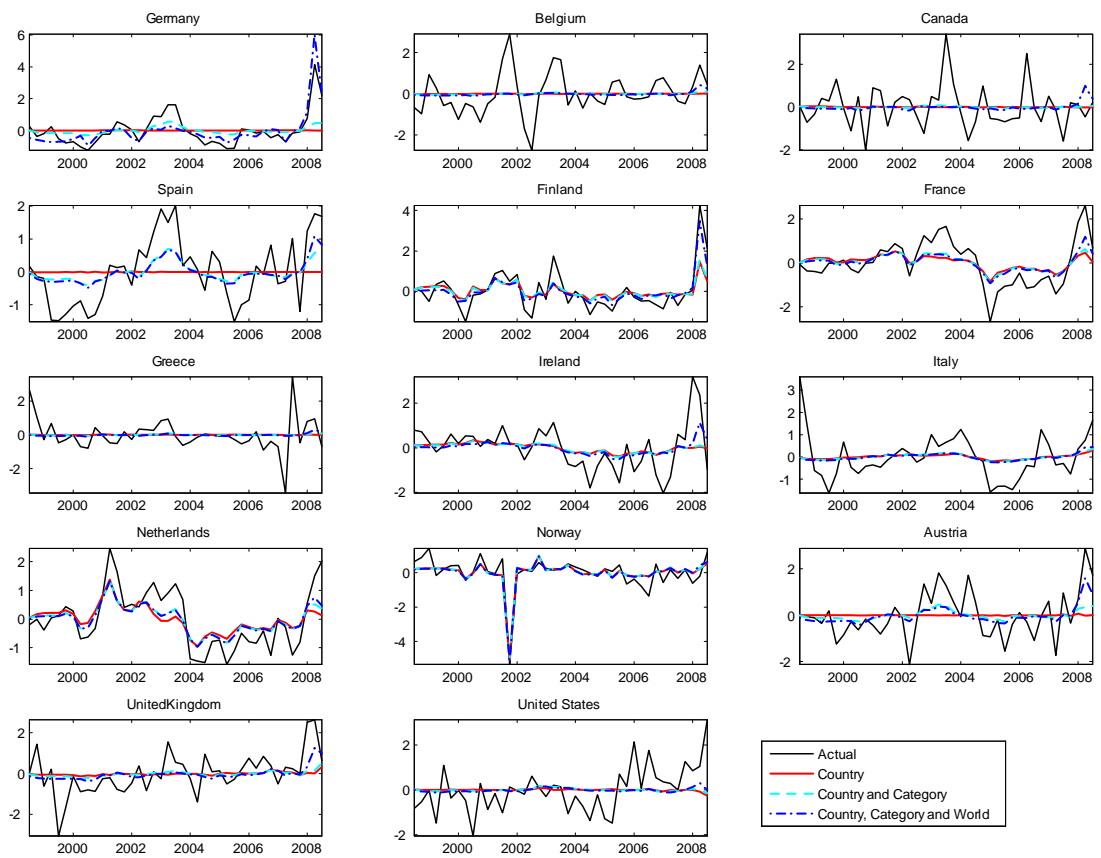 Germany
Belgium
Canada
6
4
2
0
2
0
-2
2
0
-2
2000 2002 2004 2006 2008
2000 2002 2004 2006 2008
2000 2002 2004 2006 2008
Spain
Finland
France
2
1
0
-1
4
2
0
2
0
-2
2000 2002 2004 2006 2008
2000 2002 2004 2006 2008
2000 2002 2004 2006 2008
Greece
Ireland
Italy
2
0
-2
2
0
-2
3
2
1
0
-1
2000 2002 2004 2006 2008
2000 2002 2004 2006 2008
2000 2002 2004 2006 2008
Netherlands
Norway
Austria
2
1
0
-1
0
-2
-4
2
0
-2
2000 2002 2004 2006 2008
2000 2002 2004 2006 2008
2000 2002 2004 2006 2008
UnitedKingdom
United States
2
0
-2
2
0
-2
2000 2002 2004 2006 2008
2000 2002 2004 2006 2008
Actual
Country
Country and Category
Country, Category and World